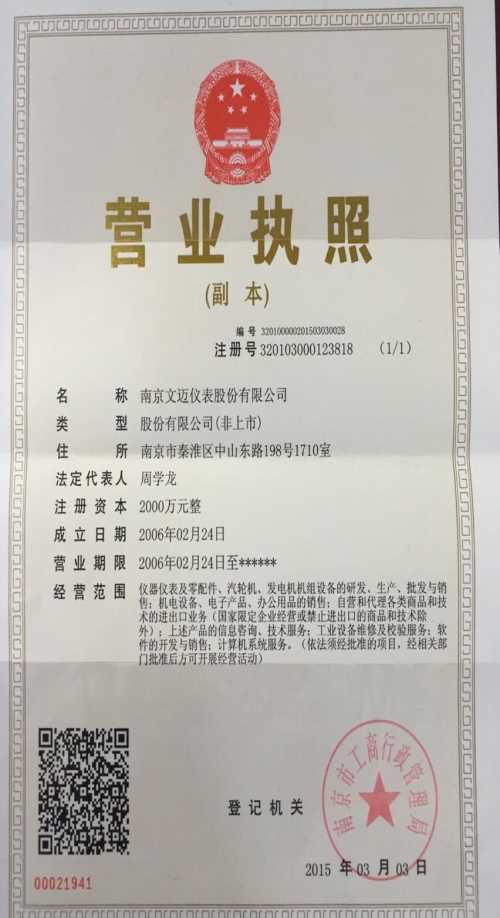 营业执照
(副 本)
编 号 320100000201503030028
注册号 320103000123818 (1/1)
名 称 南京文迈仪表股份有限公司
类 型 股份有限公司(非上市)
住 所 南京市秦淮区中山东路198号1710室
法定代表人 周学龙
注册资本 2000万元整
成立日期 2006年02月24日
营业期限 2006年02月24日至******
经营范围 仪器仪表及零配件、汽轮机、发电机机组设备的研发、生产、批发与销
售；机电设备、电子产品、办公用品的销售；自营和代理各类商品和技
术的进出口业务（国家限定企业经营或禁止进出口的商品和技术除
外）；上述产品的信息咨询、技术服务；工业设备维修及校验服务；软
件的开发与销售；计算机系统服务。（依法须经批准的项目，经相关部
门批准后方可开展经营活动）
南京市工商行政管理局
登记机关
2015 年 03 月 03 日
00021941